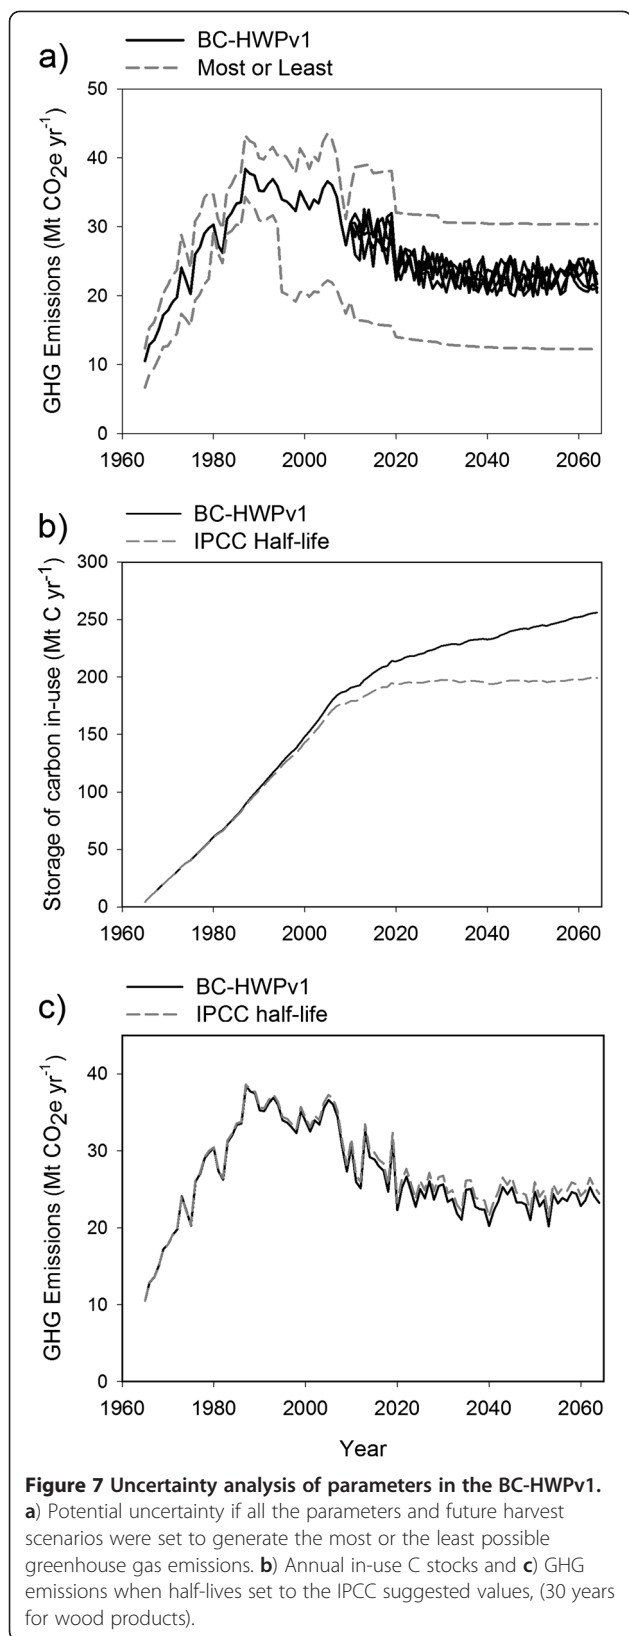 a)
BC-HWPv1
Most or Least
GHG Emissions (Mt CO2e yr-1)
50
40
30
20
10
0
1960 1980 2000 2020 2040 2060
b)
BC-HWPv1
IPCC Half-life
Storage of carbon in-use (Mt C yr-1)
300
250
200
150
100
50
0
1960 1980 2000 2020 2040 2060
c)
BC-HWPv1
IPCC half-life
GHG Emissions (Mt CO2e yr-1)
40
30
20
10
0
1960 1980 2000 2020 2040 2060
Year
Figure 7 Uncertainty analysis of parameters in the BC-HWPv1.
a) Potential uncertainty if all the parameters and future harvest
scenarios were set to generate the most or the least possible
greenhouse gas emissions. b) Annual in-use C stocks and c) GHG
emissions when half-lives set to the IPCC suggested values, (30 years
for wood products).